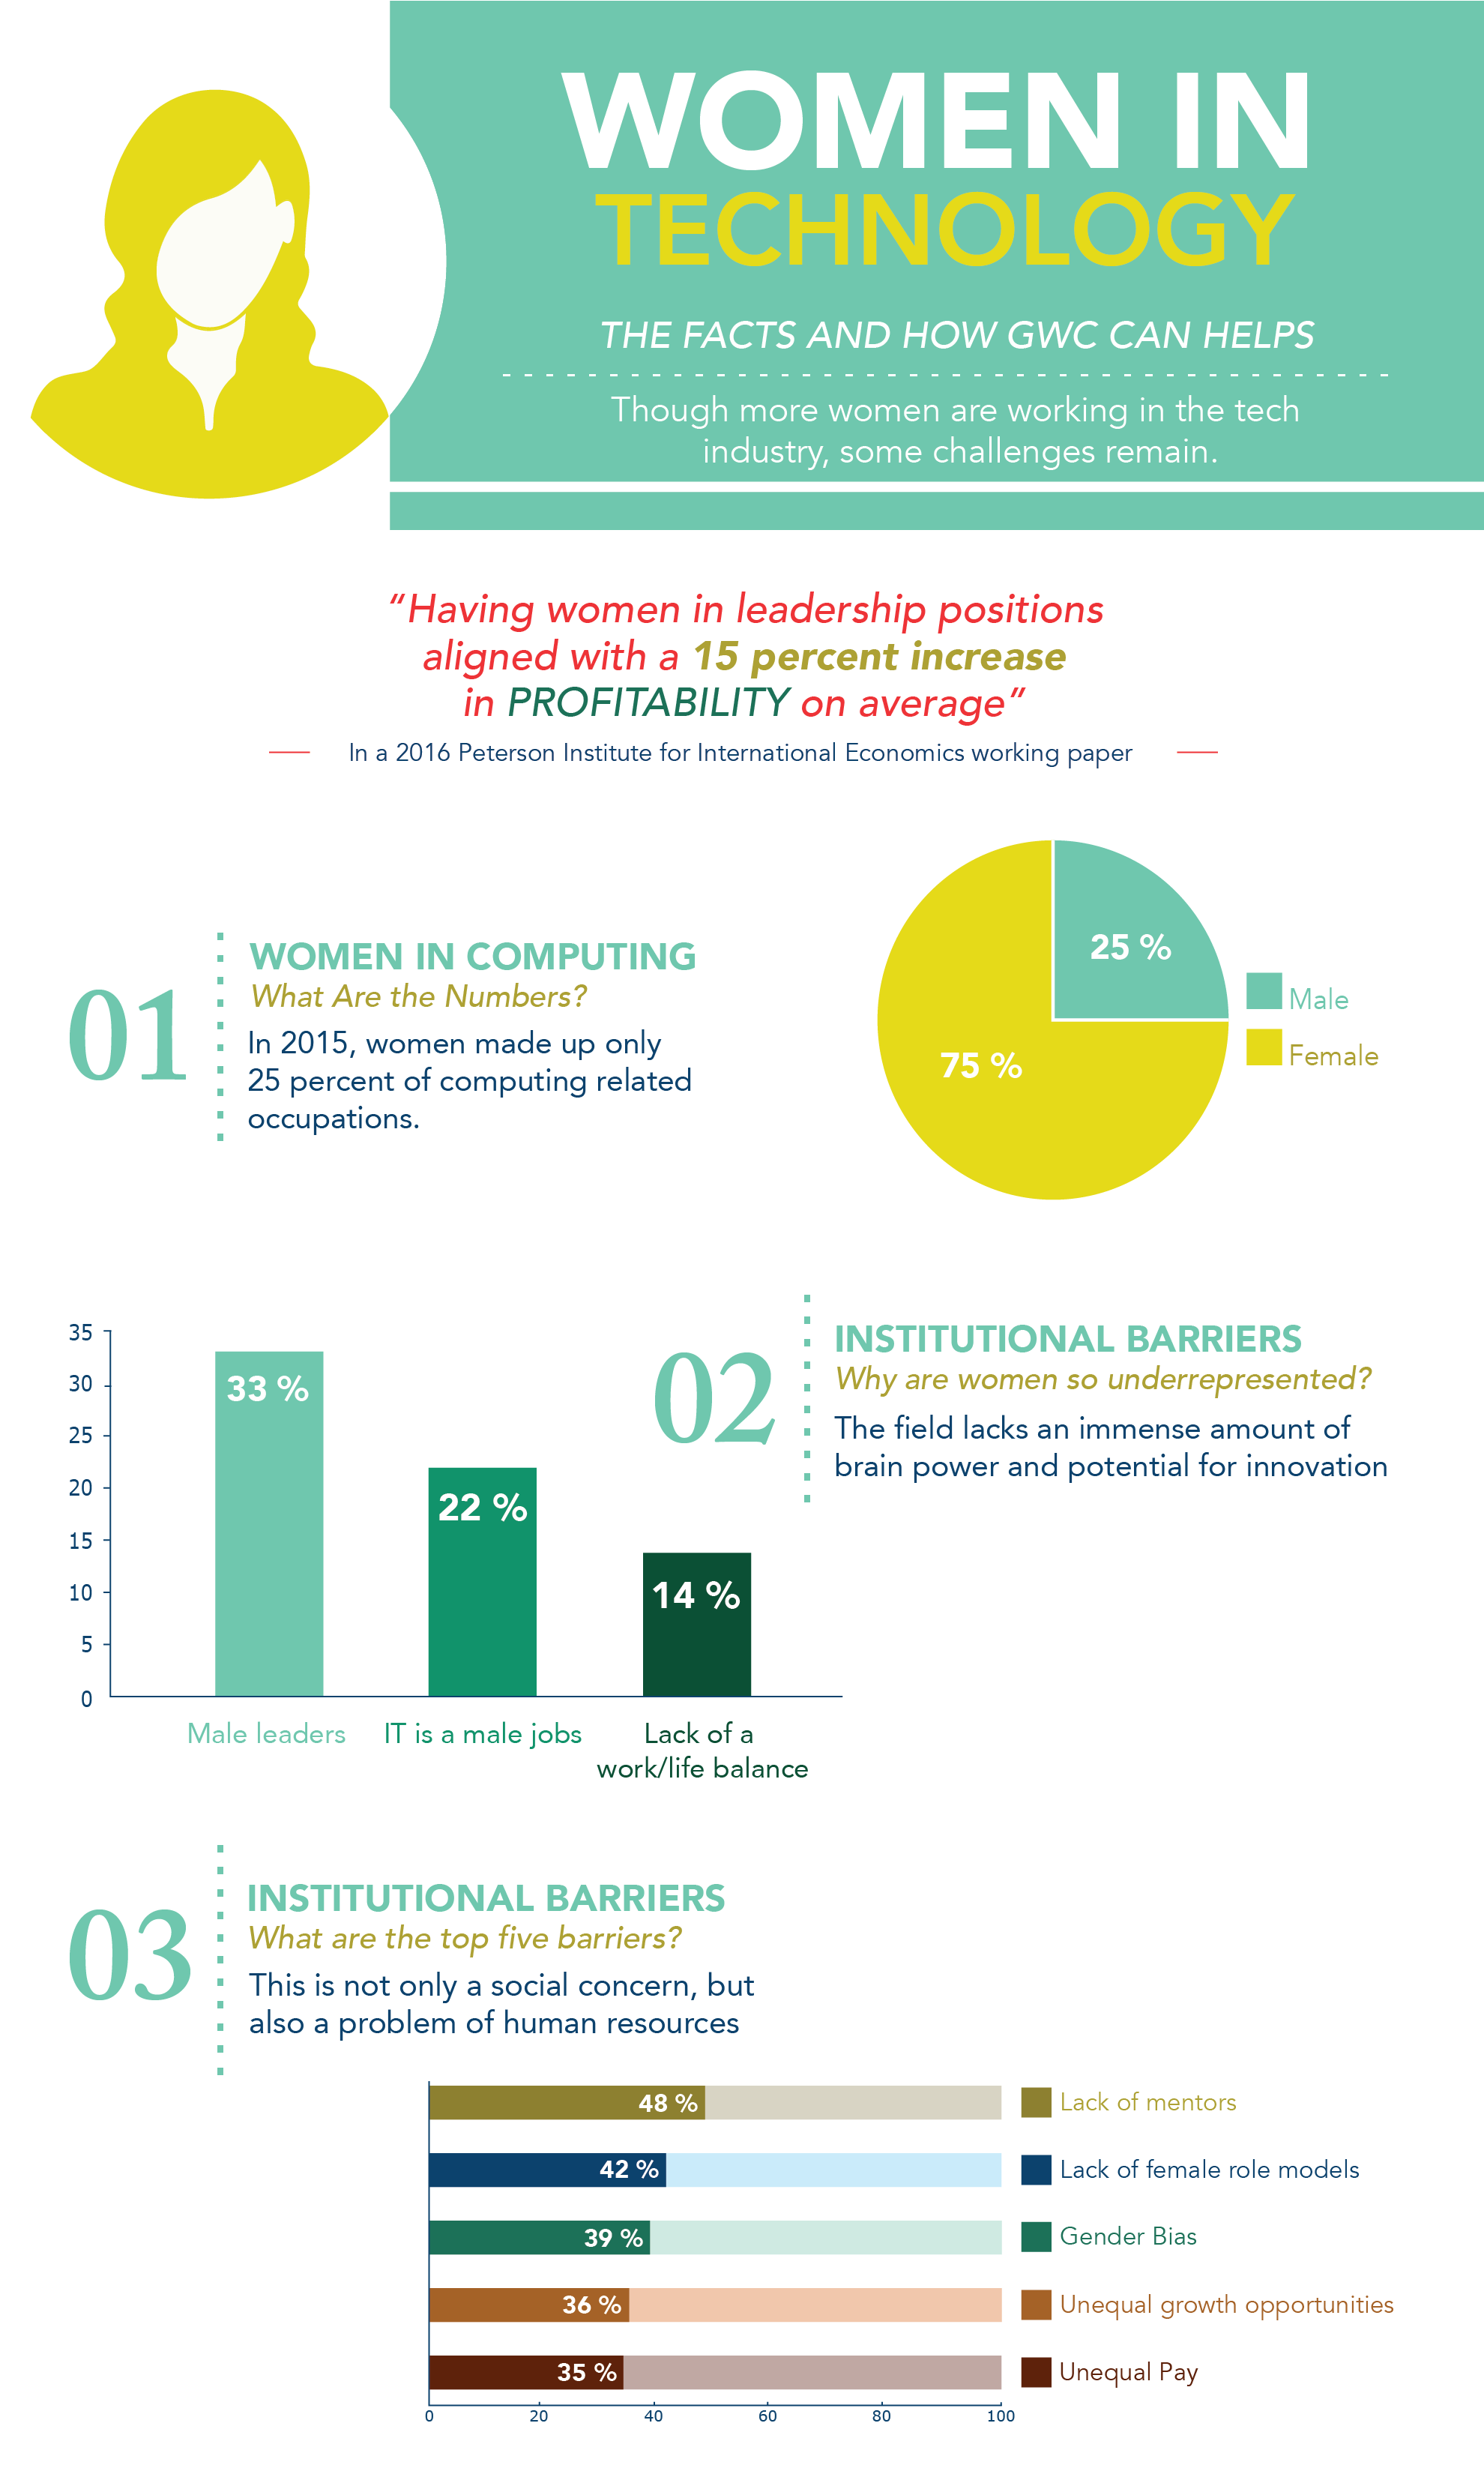 WOMEN IN
TECHNOLOGY
THE FACTS AND HOW GWC CAN HELPS
Though more women are working in the tech
industry, some challenges remain.
“Having women in leadership positions
aligned with a 15 percent increase
in PROFITABILITY on average”
In a 2016 Peterson Institute for International Economics working paper
01
WOMEN IN COMPUTING
What Are the Numbers?
In 2015, women made up only
25 percent of computing related
occupations.
25 %
75 %
Male
Female
35
30
25
20
15
10
5
0
33 %
22 %
14 %
Male leaders
IT is a male jobs
Lack of a
work/life balance
02
INSTITUTIONAL BARRIERS
Why are women so underrepresented?
The field lacks an immense amount of
brain power and potential for innovation
03
INSTITUTIONAL BARRIERS
What are the top five barriers?
This is not only a social concern, but
also a problem of human resources
48 %
Lack of mentors
42 %
Lack of female role models
39 %
Gender Bias
36 %
Unequal growth opportunities
35 %
Unequal Pay
0 20 40 60 80 100